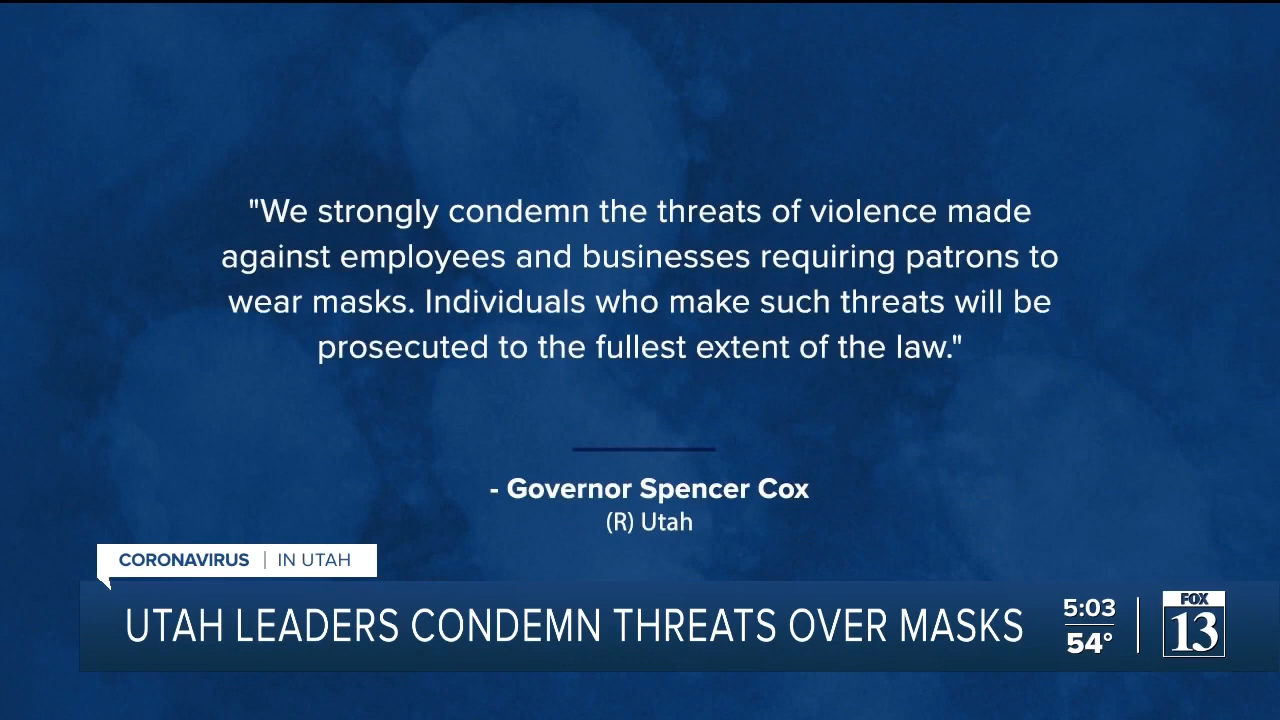 "We strongly condemn the threats of violence made
against employees and businesses requiring patrons to
wear masks. Individuals who make such threats will be
prosecuted to the fullest extent of the law."
- Governor Spencer Cox
(R) Utah
CORONAVIRUS | IN UTAH
UTAH LEADERS CONDEMN THREATS OVER MASKS
5:03
54°
FOX
13